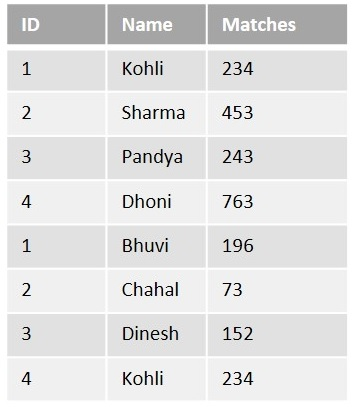 ID Name Matches
1 Kohli 234
2 Sharma 453
3 Pandya 243
4 Dhoni 763
1 Bhuvi 196
2 Chahal 73
3 Dinesh 152
4 Kohli 234